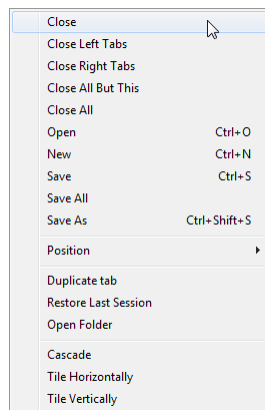 Close
Close Left Tabs
Close Right Tabs
Close All But This
Close All
Open Ctrl+O
New Ctrl+N
Save Ctrl+S
Save All
Save As Ctrl+Shift+S
Position
Duplicate tab
Restore Last Session
Open Folder
Cascade
Tile Horizontally
Tile Vertically